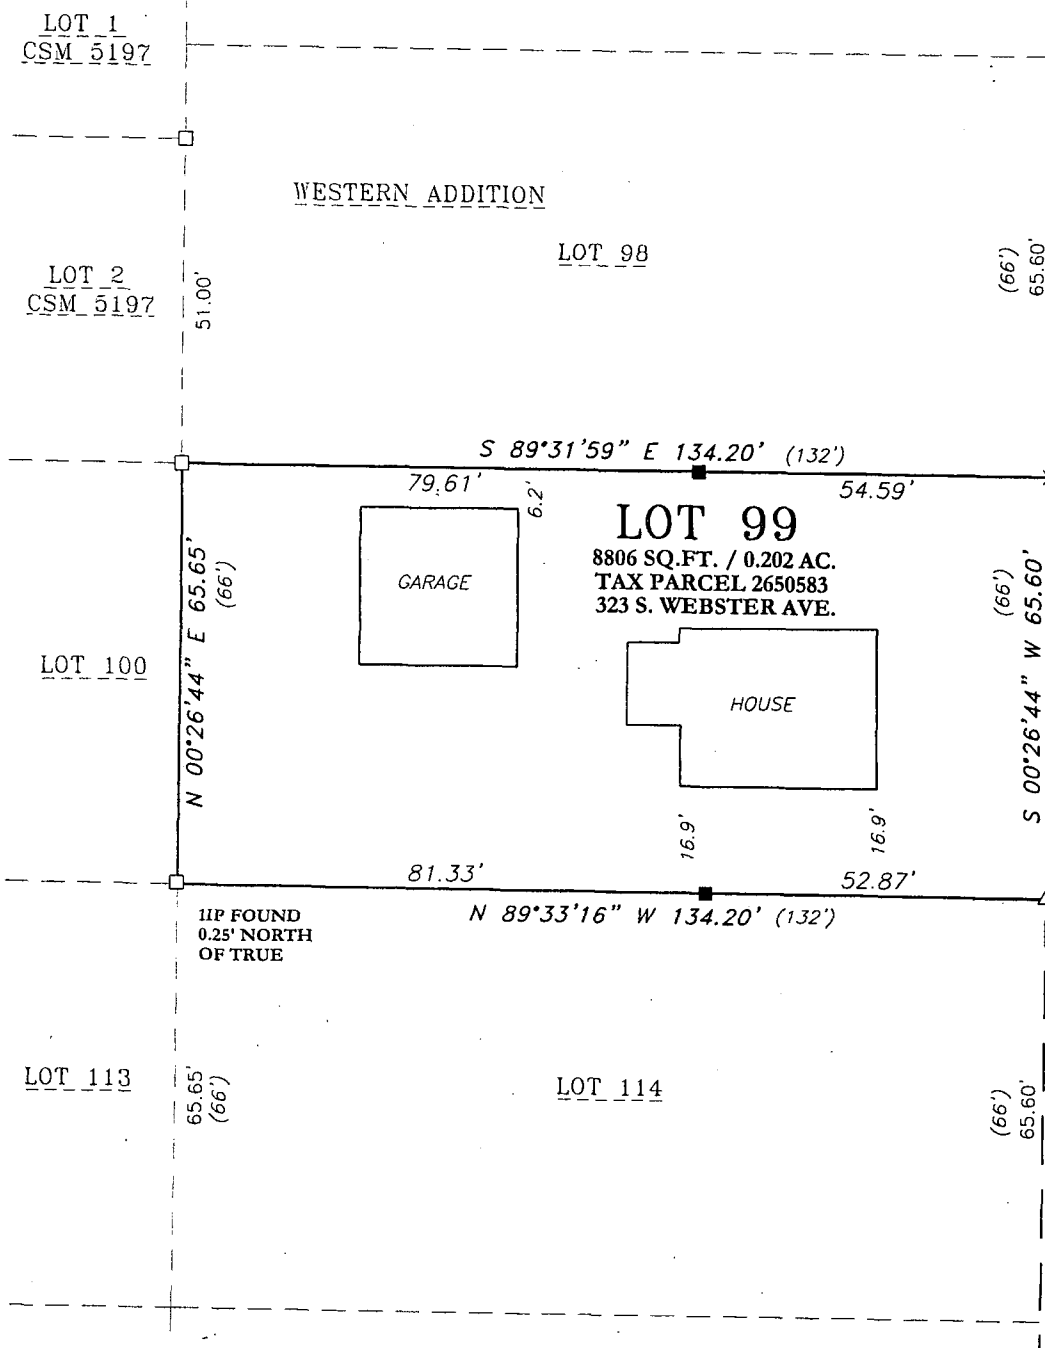 LOT 1
CSM 5197
WESTERN ADDITION
LOT 98
(66')
65.60'
LOT 2
CSM 5197
51.00'
S 89°31'59" E 134.20' (132')
79.61'
54.59'
6.2'
LOT 99
8806 SQ.FT. / 0.202 AC.
TAX PARCEL 2650583
323 S. WEBSTER AVE.
GARAGE
N 00°26'44" E 65.65'
(66')
(66')
S 00°26'44" W 65.60'
LOT 100
HOUSE
16.9'
16.9'
81.33'
52.87'
N 89°33'16" W 134.20' (132')
1IP FOUND
0.25' NORTH
OF TRUE
LOT 113
65.65'
(66')
LOT 114
(66')
65.60'